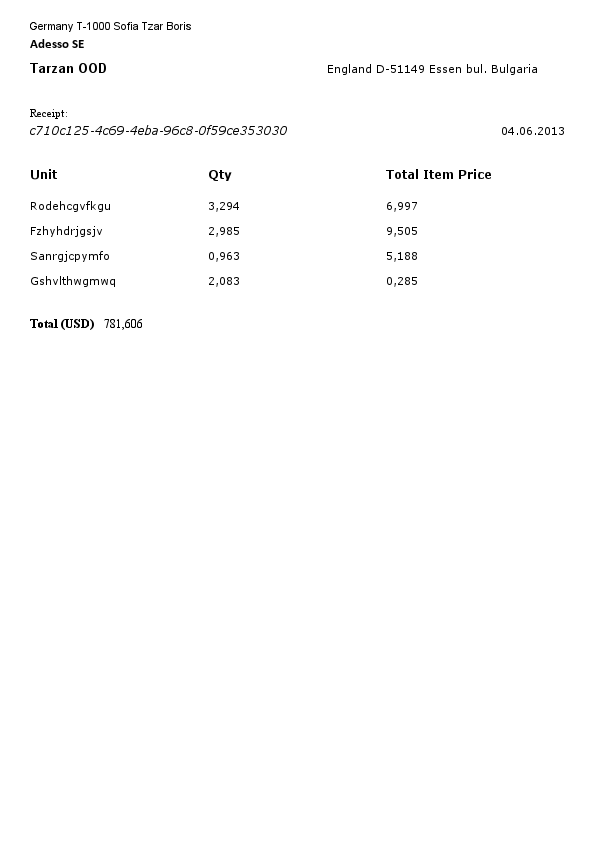 Germany T-1000 Sofia Tzar Boris
Adesso SE
Tarzan OOD England D-51149 Essen bul. Bulgaria
Receipt:
c710c125-4c69-4eba-96c8-0f59ce353030 04.06.2013
Unit Qty Total Item Price
Rodehcgvfkgu 3,294 6,997
Fzhyhdrjgsjv 2,985 9,505
Sanrgjcpymfo 0,963 5,188
Gshvlthwgmwq 2,083 0,285
Total (USD) 781,606